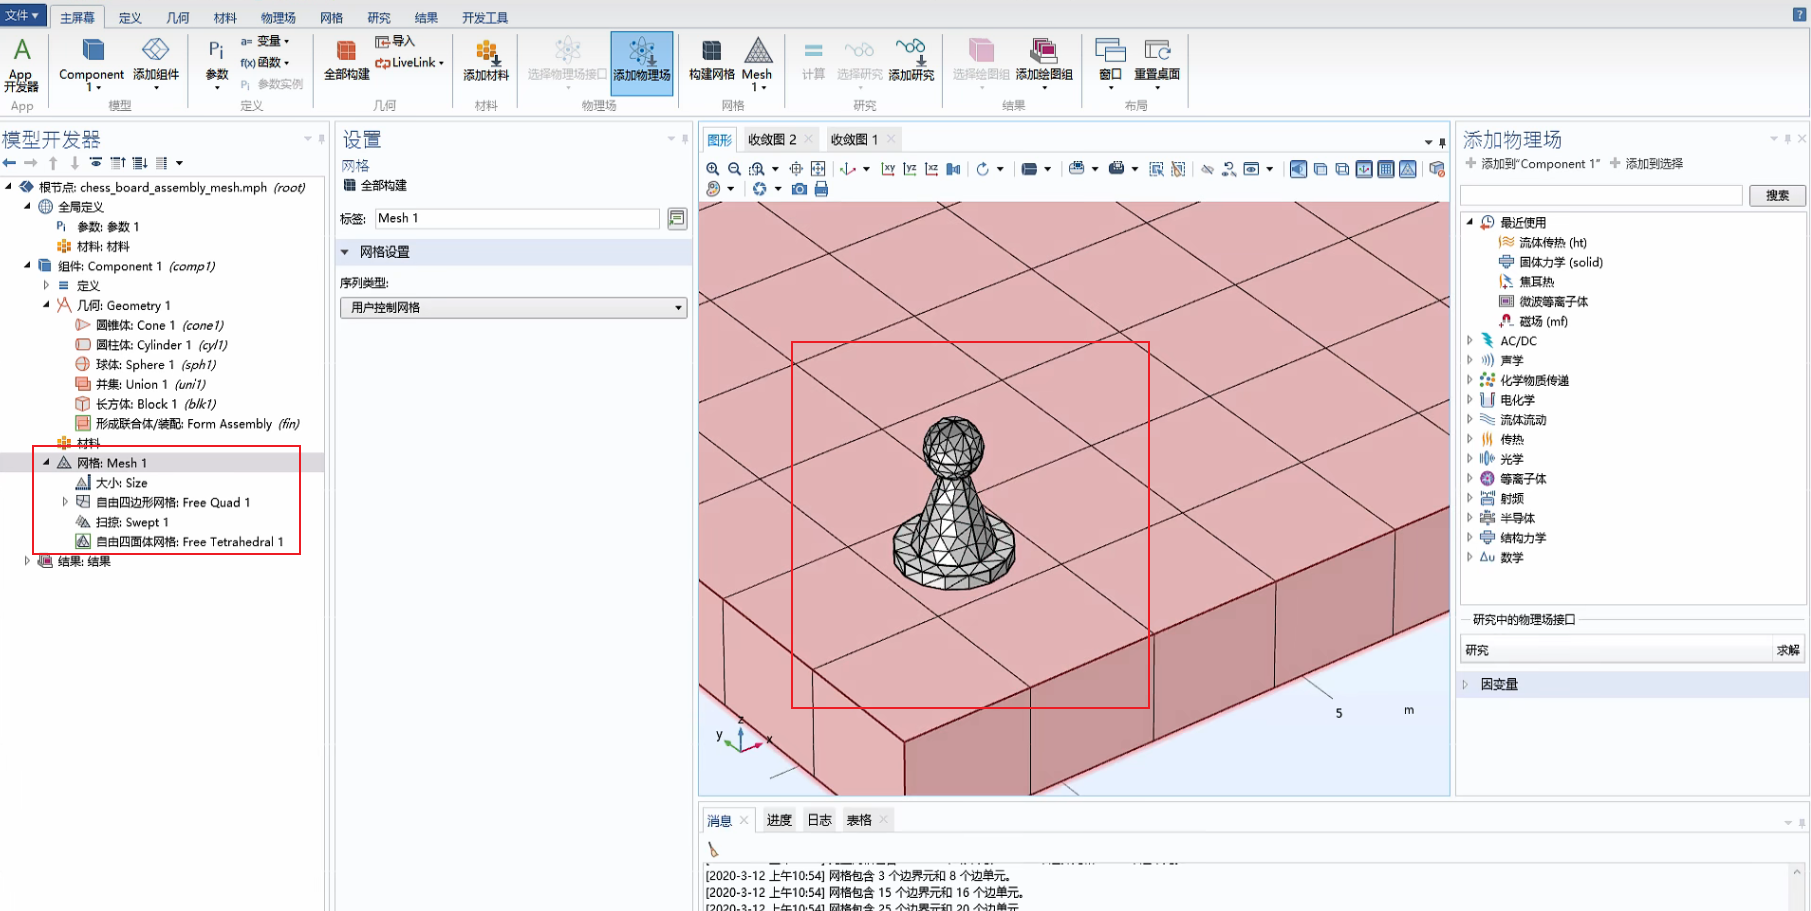 文件 主屏幕 定义 几何 材料 物理场 网格 研究 结果 开发工具
App 开发器
Component 1
添加组件
参数
a= 变量
f(x) 函数
Pi 参数实例
全部构建
导入
LiveLink
添加材料
选择物理场接口
添加物理场
构建网格
Mesh 1
计算
选择研究
添加研究
选择绘图组
添加绘图组
窗口
重置桌面
App 模型 定义 几何 材料 物理场 网格 研究 结果 布局
模型开发器
根节点: chess_board_assembly_mesh.mph (root)
全局定义
Pi 参数: 参数 1
材料: 材料
组件: Component 1 (comp1)
定义
几何: Geometry 1
圆锥体: Cone 1 (cone1)
圆柱体: Cylinder 1 (cyl1)
球体: Sphere 1 (sph1)
并集: Union 1 (uni1)
长方体: Block 1 (blk1)
形成联合体/装配: Form Assembly (fin)
材料
网格: Mesh 1
大小: Size
自由四边形网格: Free Quad 1
扫掠: Swept 1
自由四面体网格: Free Tetrahedral 1
结果: 结果
设置
网格
全部构建
标签: Mesh 1
网格设置
序列类型:
用户控制网格
图形 收敛图 2 收敛图 1
xy yz xz
5 m
z
y x
消息 进度 日志 表格
[2020-3-12 上午10:54] 网格包含 3 个边界元和 8 个边单元。
[2020-3-12 上午10:54] 网格包含 15 个边界元和 16 个边单元。
[2020-3-12 上午10:54] 网格包含 25 个边界元和 20 个边单元
添加物理场
添加到“Component 1” 添加到选择
搜索
最近使用
流体传热 (ht)
固体力学 (solid)
焦耳热
微波等离子体
磁场 (mf)
AC/DC
声学
化学物质传递
电化学
流体流动
传热
光学
等离子体
射频
半导体
结构力学
Δu 数学
研究中的物理场接口
研究 求解
因变量